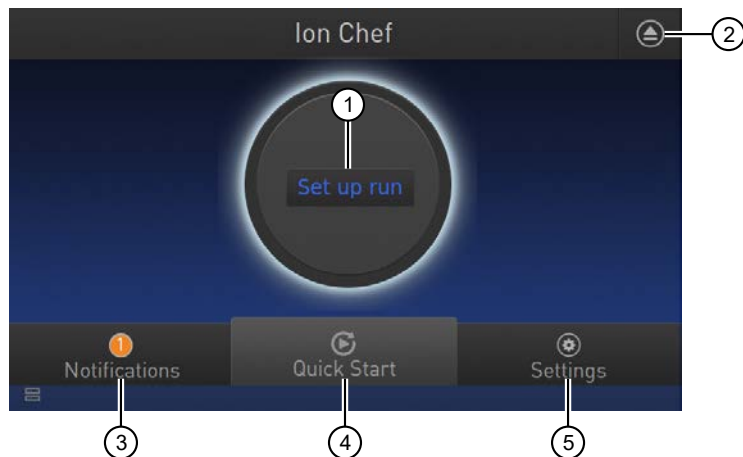 Ion Chef
2
1
Set up run
1
Notifications
Quick Start
Settings
3
4
5